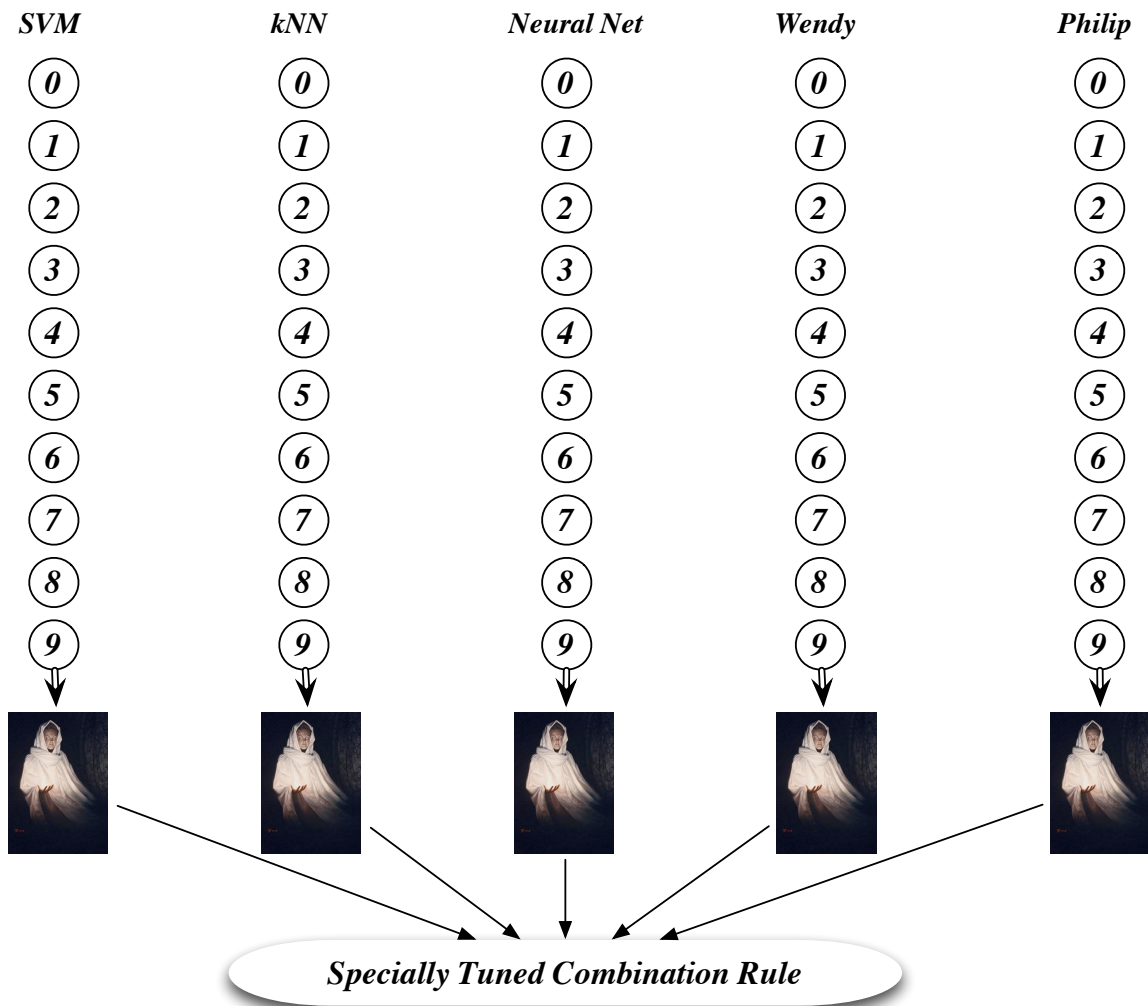 SVM kNN Neural Net Wendy Philip
0 0 0 0 0
1 1 1 1 1
2 2 2 2 2
3 3 3 3 3
4 4 4 4 4
5 5 5 5 5
6 6 6 6 6
7 7 7 7 7
8 8 8 8 8
9 9 9 9 9
Specially Tuned Combination Rule